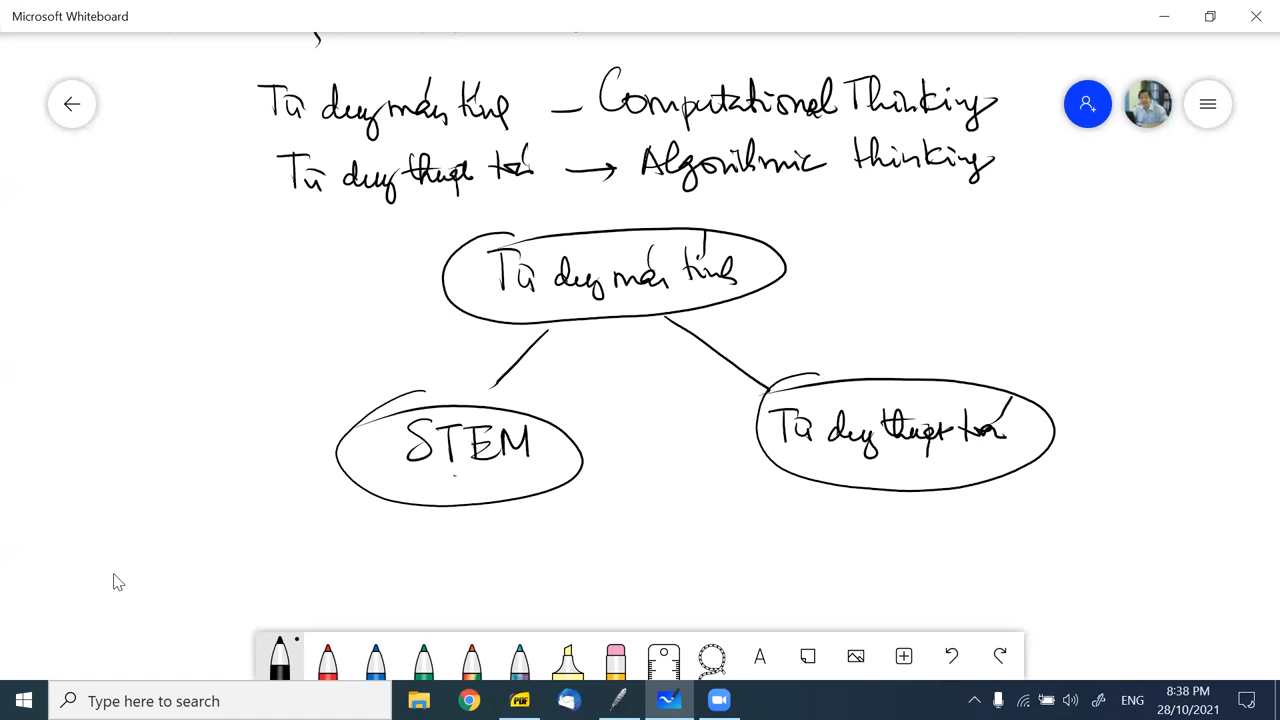 Microsoft Whiteboard
Tư duy máy tính – Computational Thinking
Tư duy thuật toán → Algorithmic thinking
Tư duy máy tính
STEM
Tư duy thuật toán
A
Type here to search
PDF
ENG
8:38 PM
28/10/2021